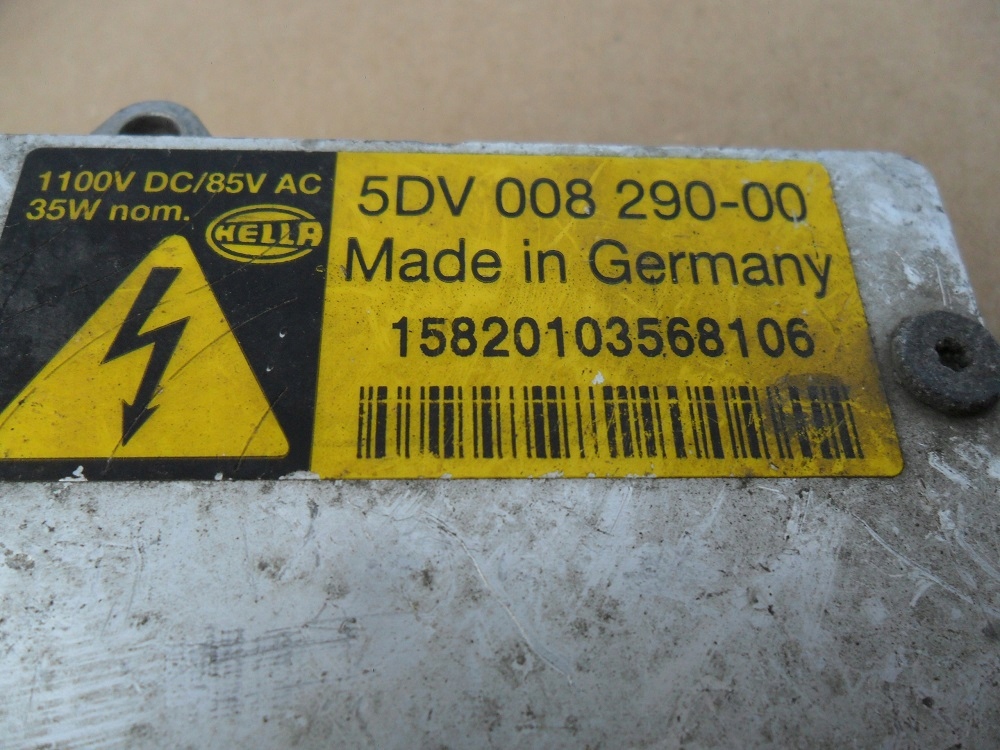 1100V DC/85V AC
35W nom.
HELLA
5DV 008 290-00
Made in Germany
15820103568106